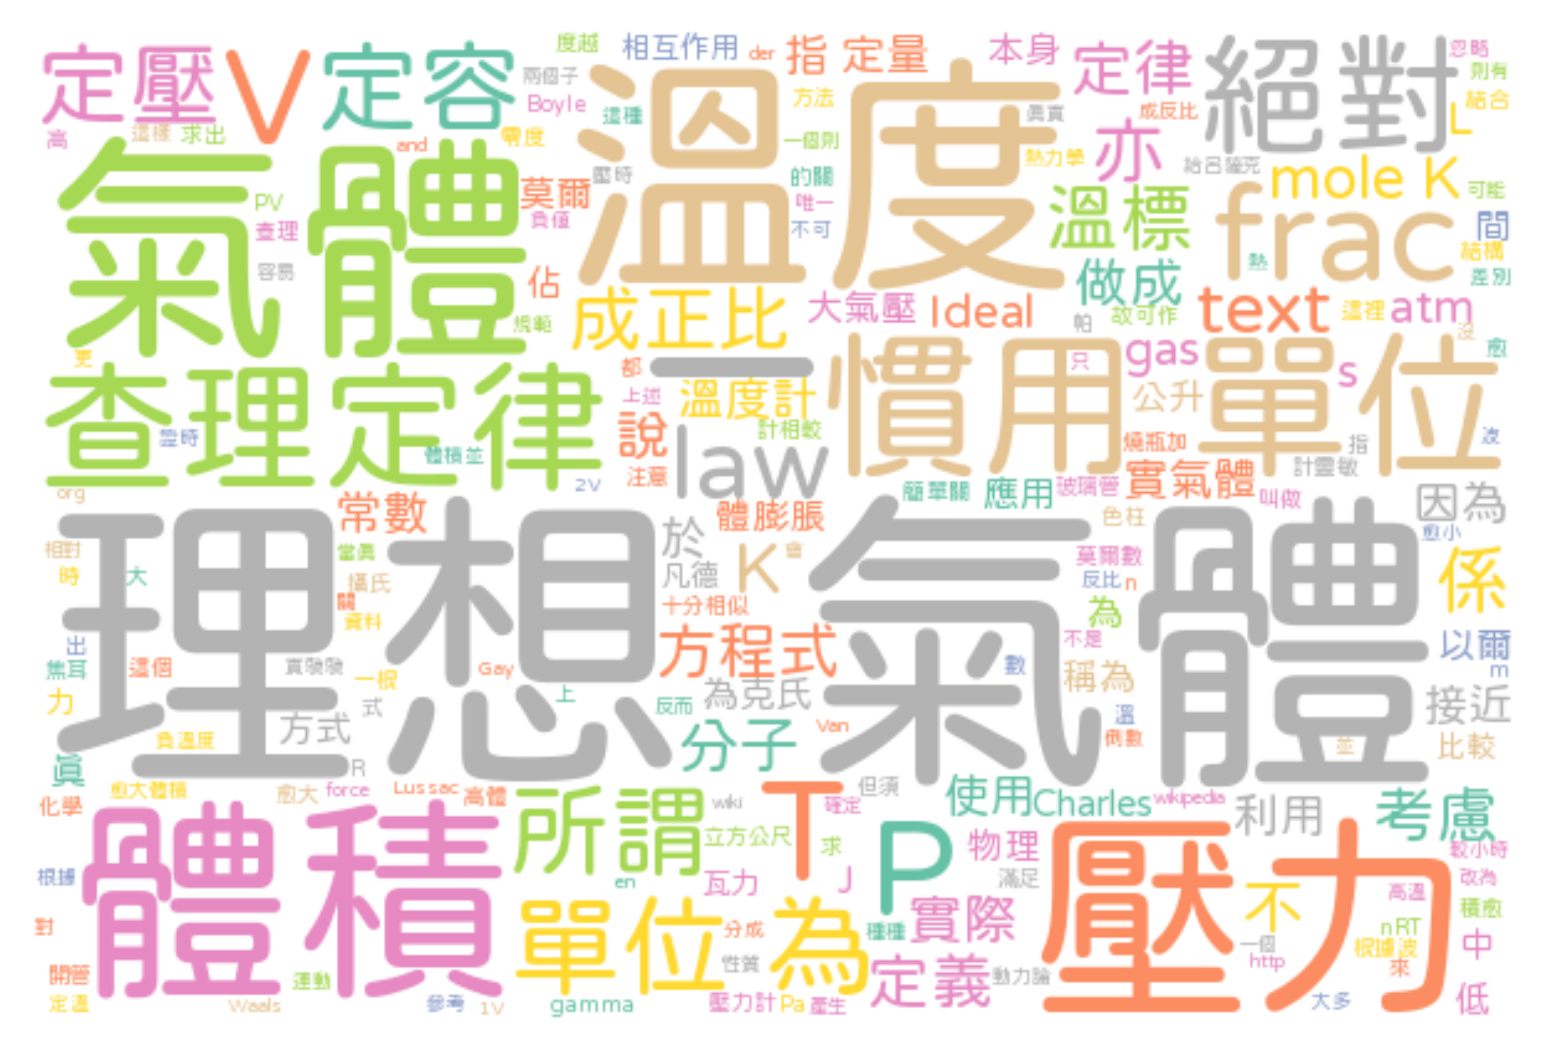 定壓 V 定容 度越 相互作用 der 指 定量 本身 定律 絕對 忽略
兩個子 溫度 則有
高 這樣 求出 Boyle 這種 方法 真實 成反比 L 結合
氣體 and 零度 一個則 熱力學 亦 給呂薩克
PV 莫爾 壓時 的關 溫標 mole K 可能
查理 負值 唯一 frac 間
容易 佔 不可 做成 熱 結構
規範 成正比 大氣壓 Ideal 帕 故可作 text 這裡 atm 差別
更 都 一 慣用單位 只 gas s 沒 愈
查理定律 上述 溫度計 公升
證時 體積並 說 law 計相較 燒瓶加 指 波
org 2V 注意 簡單關 應用 玻璃管 實氣體 叫做 計靈敏
理想氣體 常數 體膨脹 色柱 因為
相對 當真 於 K 會 莫爾數 愈小
時 大 攝氏 凡德 反比 n 係
關 資料 十分相似 為
出 方程式 不是 以爾
焦耳 這個 一根 Gay 數 稱為 m
力 式 上 反而 為克氏 溫 接近
負溫度 方式 分子 Van 倒數 並 比較
真 R
愈大體積 愈大 force Lussac 高體 wiki T 確定 但須 使用 Charles wikipedia 利用 考慮
化學 體積 所謂 立方公尺 求 P 物理 壓力 較小時
根據 en 瓦力 J 滿足 不 高溫 改為
對 單位 為 分成 種種 實際 一個 nRT 積愈
開管 運動 性質 http 根據波 中
定溫 Waals 參考 1V gamma 壓力計 Pa 產生 定義 動力論 來 大多 低